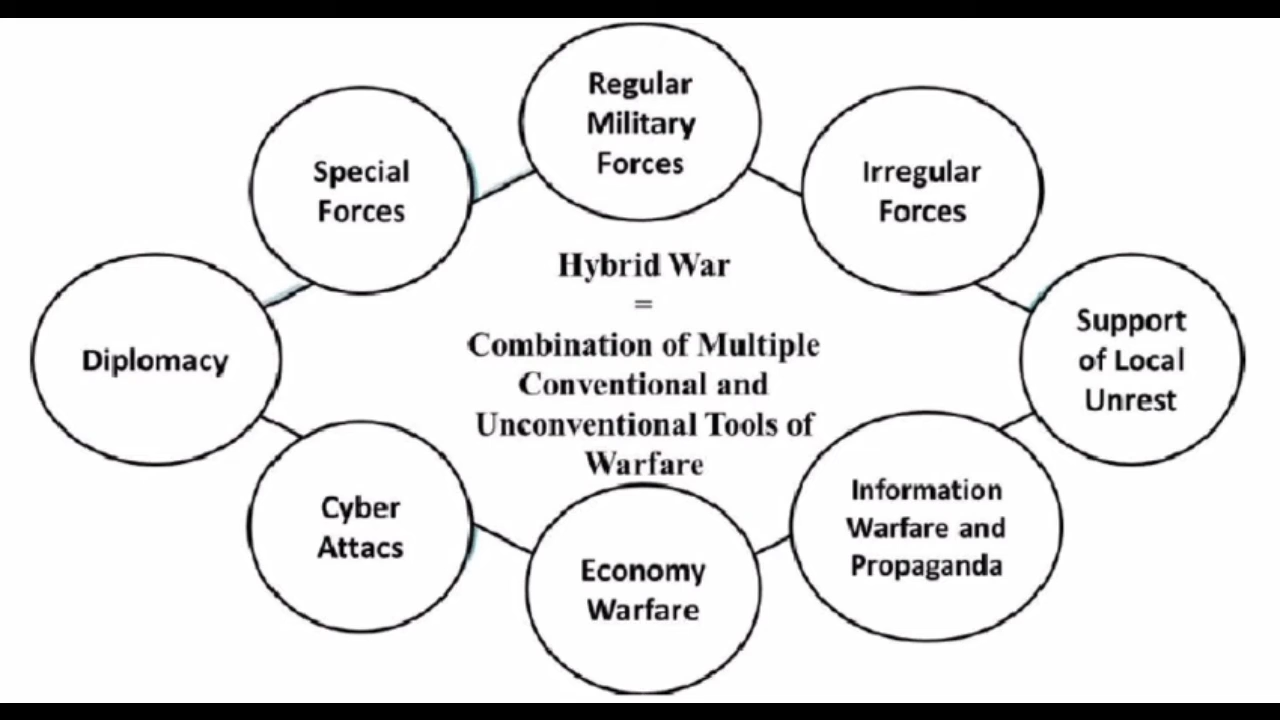 Regular
Military
Forces
Special
Forces
Irregular
Forces
Hybrid War
=
Combination of Multiple
Conventional and
Unconventional Tools of
Warfare
Diplomacy
Support
of Local
Unrest
Cyber
Attacs
Economy
Warfare
Information
Warfare and
Propaganda